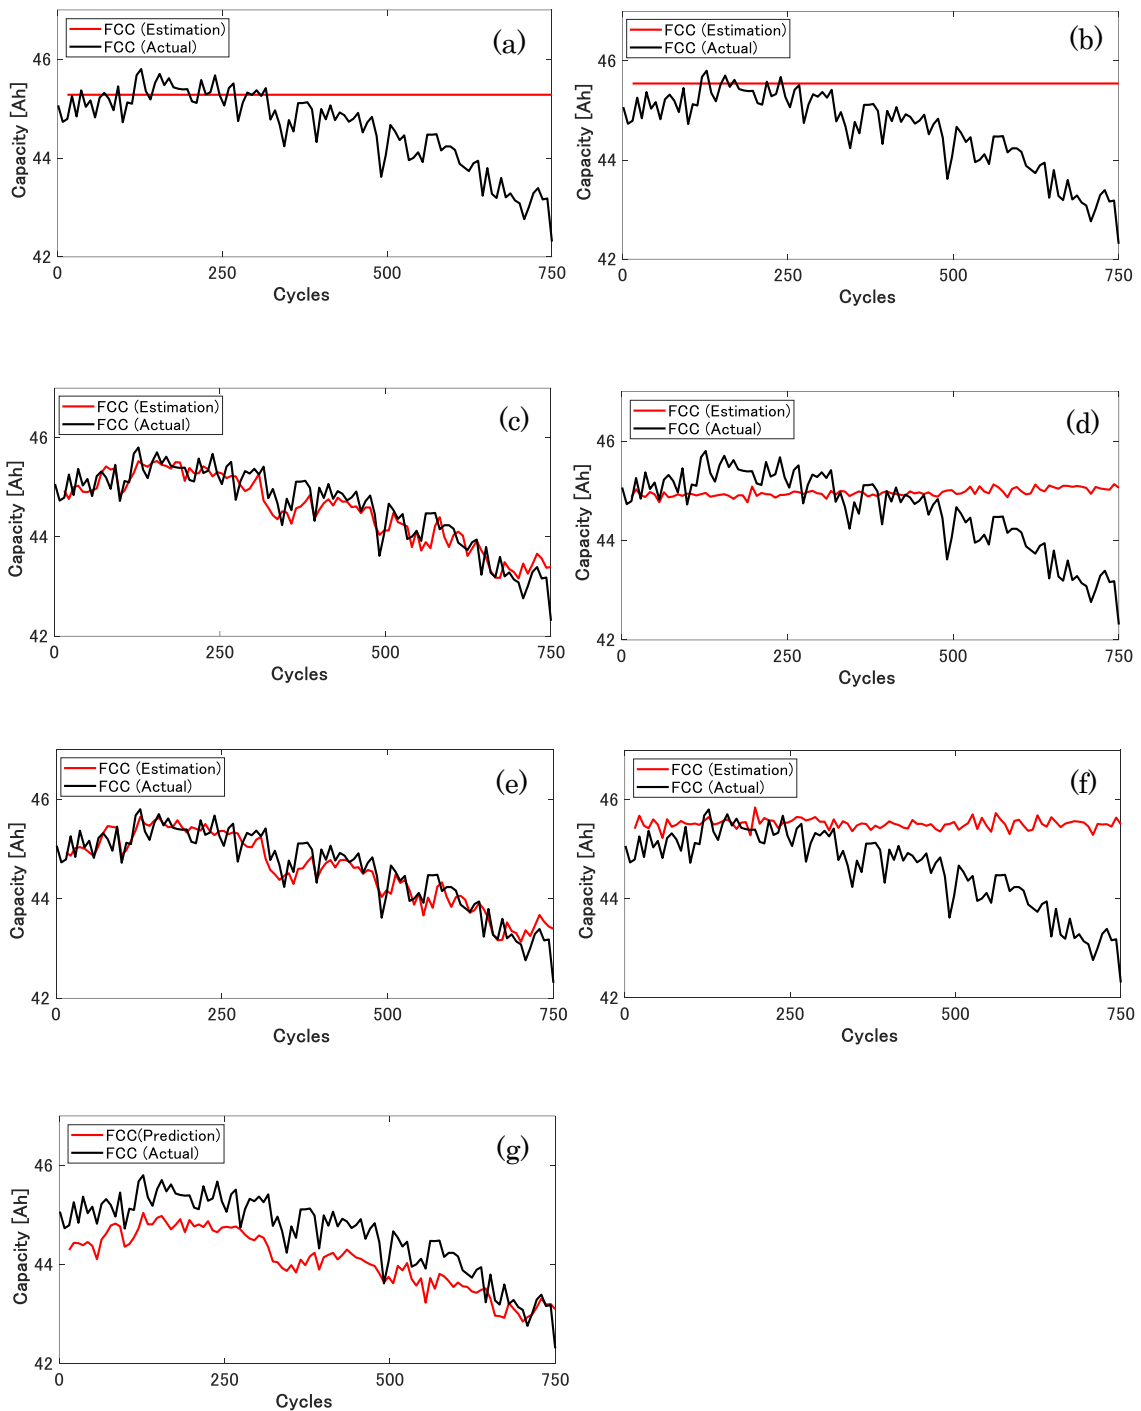 FCC (Estimation)
FCC (Actual)
(a)
46
44
42
Capacity [Ah]
0
250
500
750
Cycles
FCC (Estimation)
FCC (Actual)
(b)
46
44
42
Capacity [Ah]
0
250
500
750
Cycles
FCC (Estimation)
FCC (Actual)
(c)
46
44
42
Capacity [Ah]
0
250
500
750
Cycles
FCC (Estimation)
FCC (Actual)
(d)
46
44
42
Capacity [Ah]
0
250
500
750
Cycles
FCC (Estimation)
FCC (Actual)
(e)
46
44
42
Capacity [Ah]
0
250
500
750
Cycles
FCC (Estimation)
FCC (Actual)
(f)
46
44
42
Capacity [Ah]
0
250
500
750
Cycles
FCC(Prediction)
FCC (Actual)
(g)
46
44
42
Capacity [Ah]
0
250
500
750
Cycles